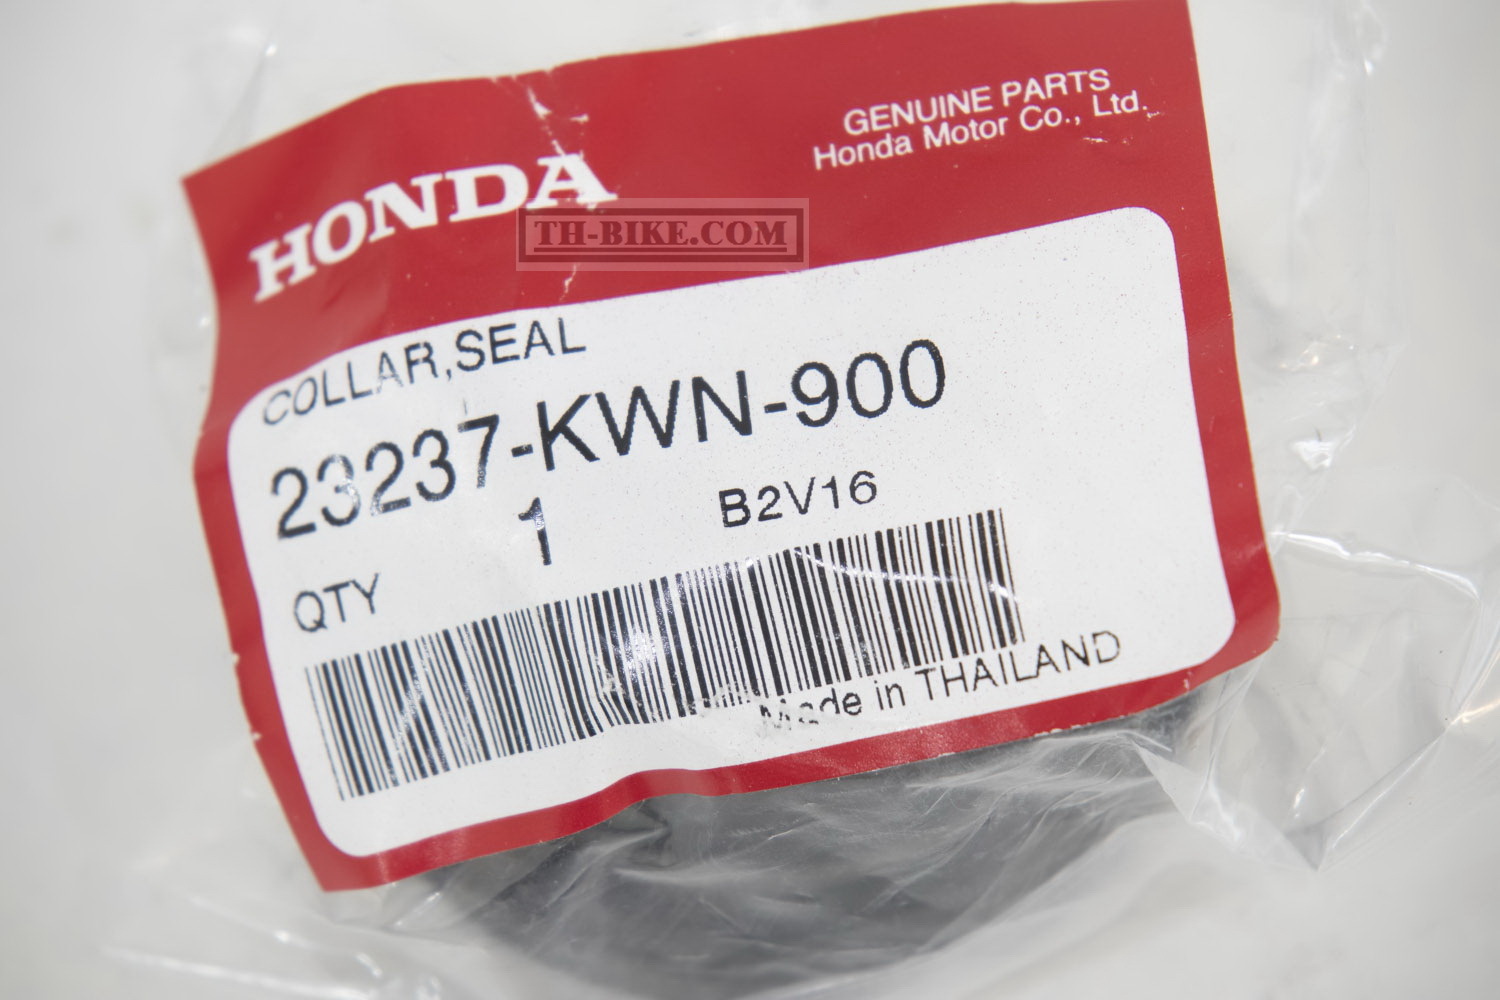 GENUINE PARTS
Honda Motor Co., Ltd.
HONDA
TH-BIKE.COM
COLLAR,SEAL
23237-KWN-900
1
B2V16
QTY
Made in THAILAND